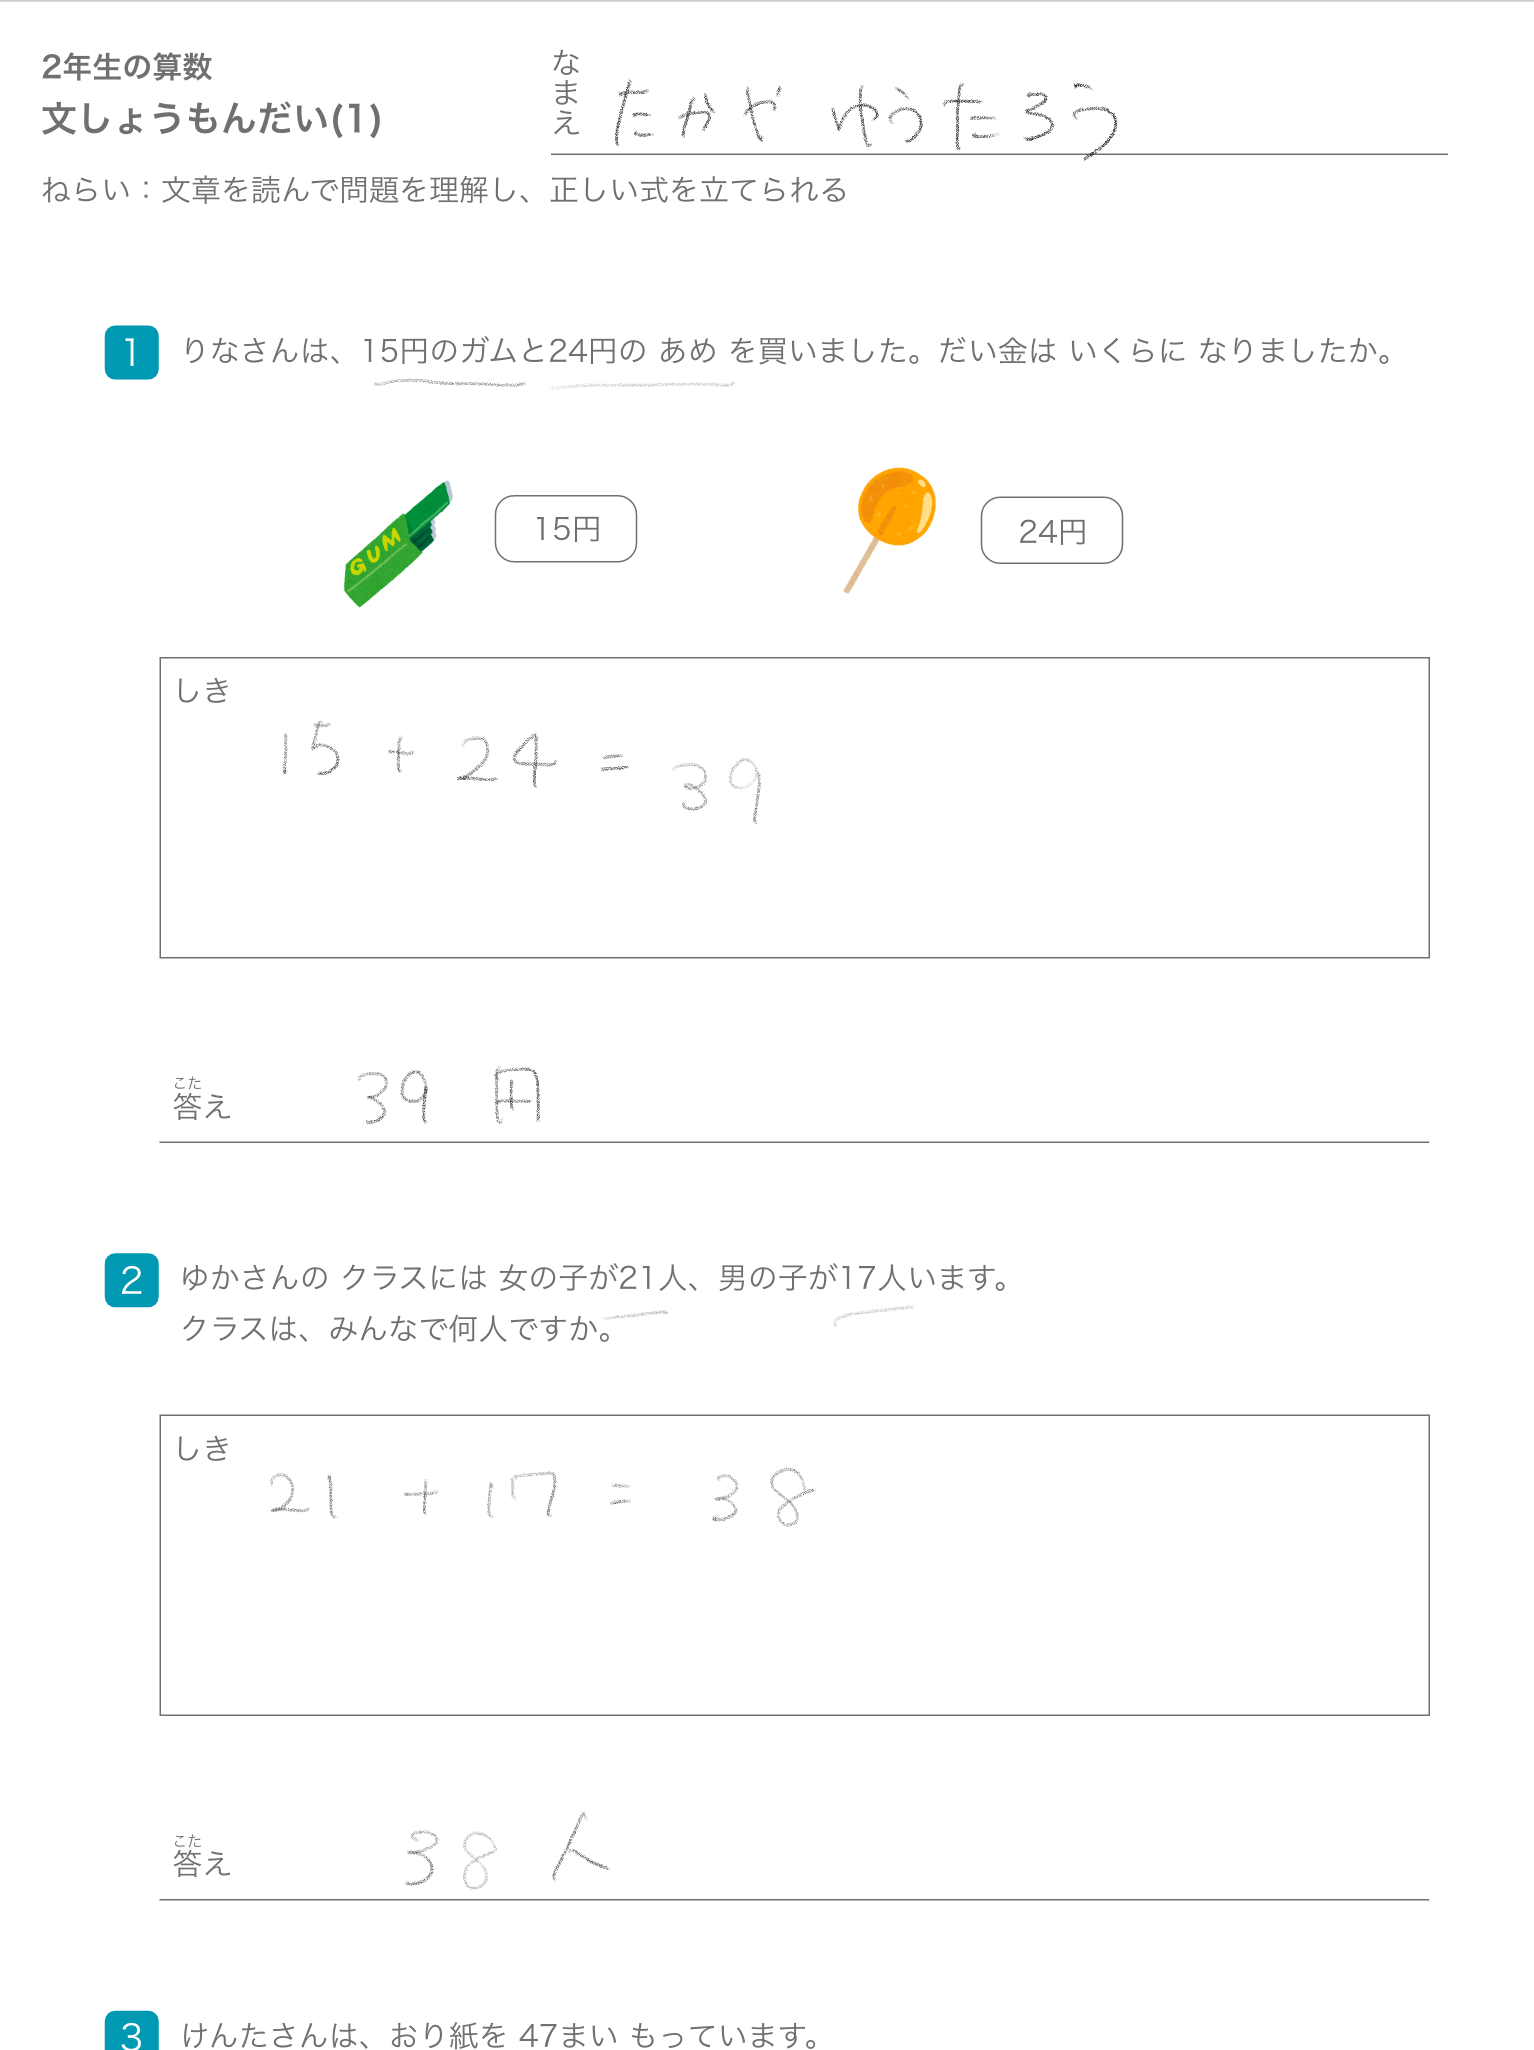 2年生の算数
文しょうもんだい(1)
なまえ
たかや ゆうたろう
ねらい：文章を読んで問題を理解し、正しい式を立てられる
1 りなさんは、15円のガムと24円の あめ を買いました。だい金は いくらに なりましたか。
GUM
15円
24円
しき
15 + 24 = 39
こた
答え 39 円
2 ゆかさんの クラスには 女の子が21人、男の子が17人います。
クラスは、みんなで何人ですか。
しき
21 + 17 = 38
こた
答え 38 人
3 けんたさんは、おり紙を 47まい もっています。